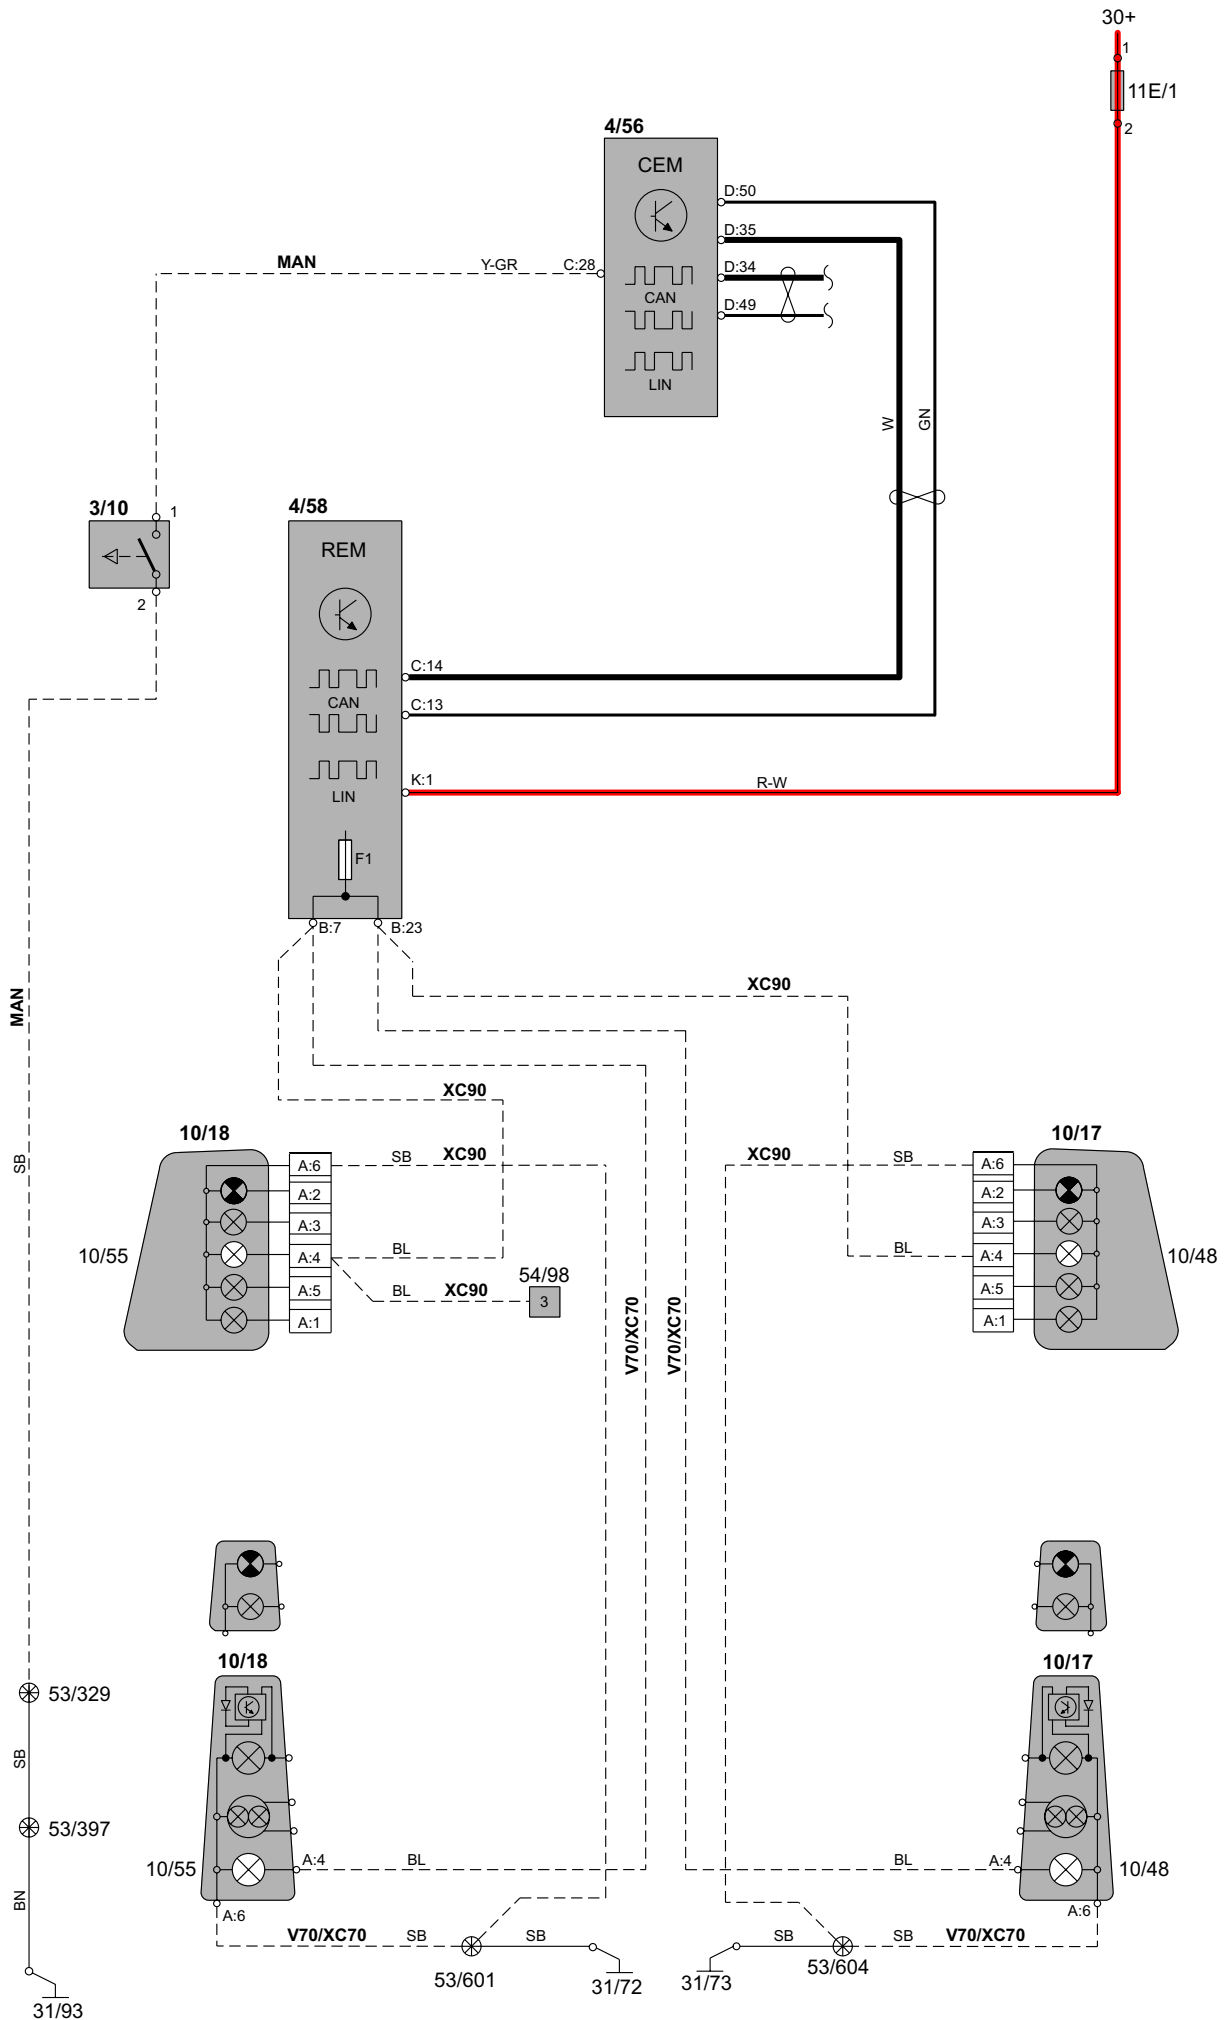 30+
1
11E/1
2
4/56
CEM
D:50
D:35
MAN
Y-GR
C:28
D:34
CAN
D:49
LIN
W
GN
3/10
1
4/58
REM
2
C:14
CAN
C:13
K:1
R-W
LIN
F1
B:7
B:23
XC90
MAN
XC90
10/18
10/17
SB
A:6
SB
XC90
XC90
SB
A:6
A:2
A:2
A:3
A:3
10/55
A:4
BL
BL
A:4
10/48
54/98
A:5
BL
XC90
3
A:5
A:1
A:1
V70/XC70
V70/XC70
10/18
10/17
53/329
SB
53/397
10/55
A:4
BL
BL
A:4
10/48
BN
A:6
A:6
V70/XC70
SB
SB
SB
SB
V70/XC70
53/601
31/72
31/73
53/604
31/93